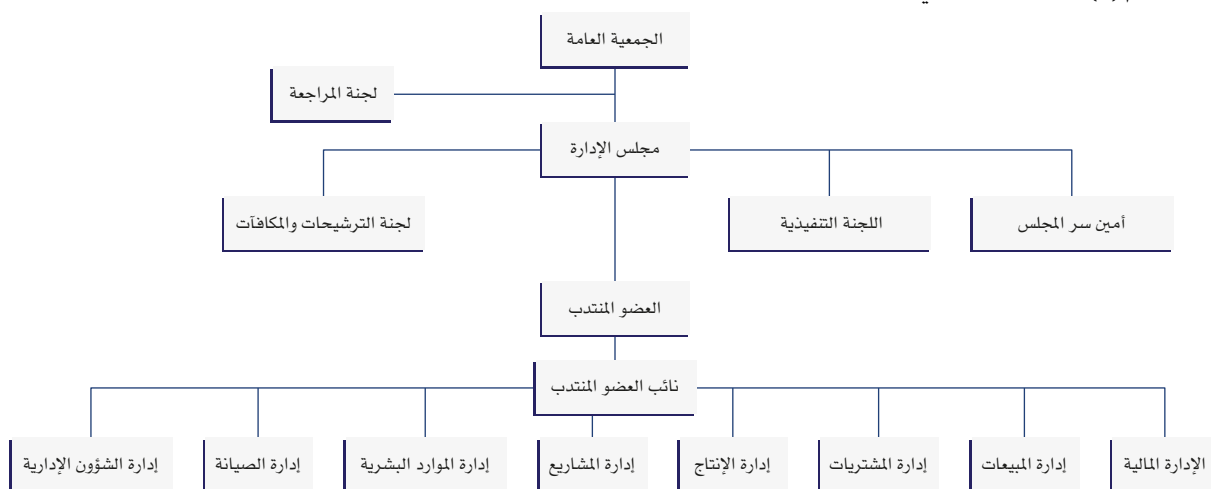 الجمعية العامة
لجنة المراجعة
مجلس الإدارة
أمين سر المجلس
اللجنة التنفيذية
لجنة الترشيحات والمكافآت
العضو المنتدب
نائب العضو المنتدب
الإدارة المالية
إدارة المبيعات
إدارة المشتريات
إدارة الإنتاج
إدارة المشاريع
إدارة الموارد البشرية
إدارة الصيانة
إدارة الشؤون الإدارية